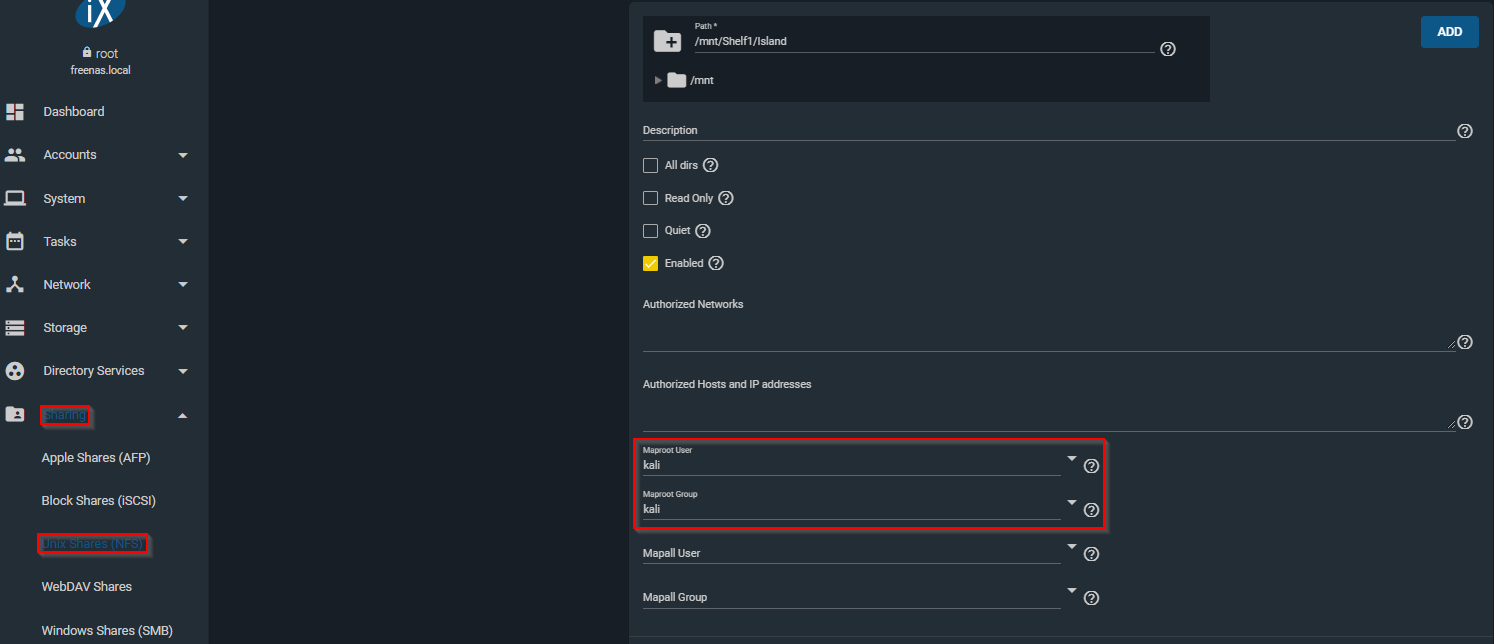 iX
root
freenas.local
Dashboard
Accounts
System
Tasks
Network
Storage
Directory Services
Sharing
Apple Shares (AFP)
Block Shares (iSCSI)
Unix Shares (NFS)
WebDAV Shares
Windows Shares (SMB)
Path *
/mnt/Shelf1/Island
/mnt
ADD
Description
All dirs
Read Only
Quiet
Enabled
Authorized Networks
Authorized Hosts and IP addresses
Maproot User
kali
Maproot Group
kali
Mapall User
Mapall Group